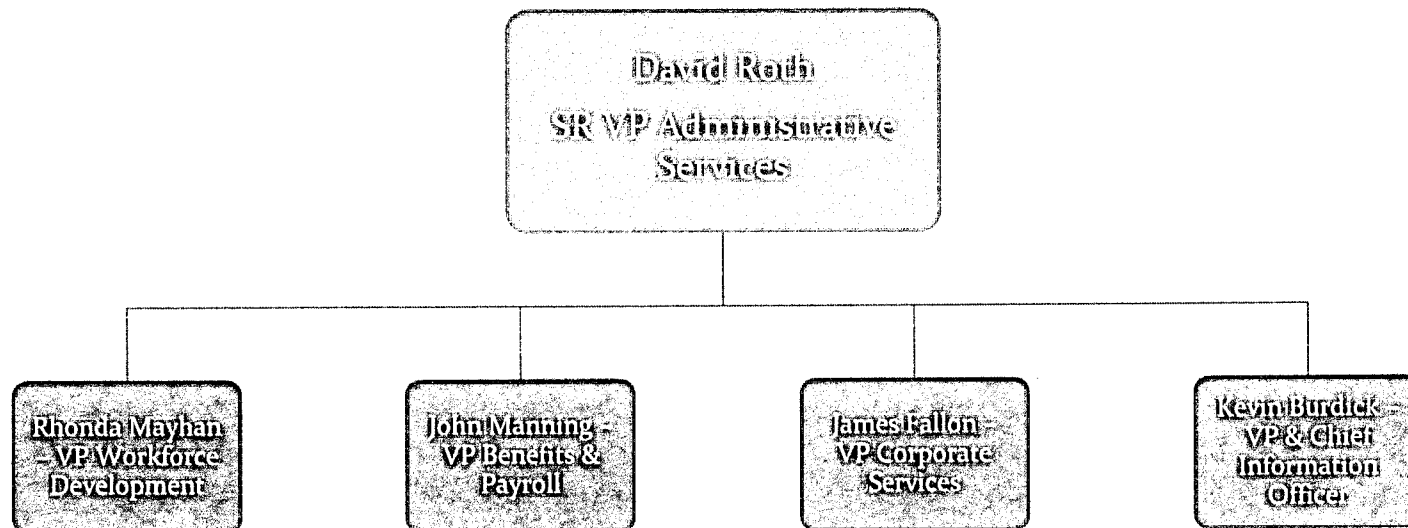 David Roth
SR VP Administrative
Services
Rhonda Mayhan
– VP Workforce
Development
John Manning –
VP Benefits &
Payroll
James Fallon –
VP Corporate
Services
Kevin Burdick –
VP & Chief
Information
Officer